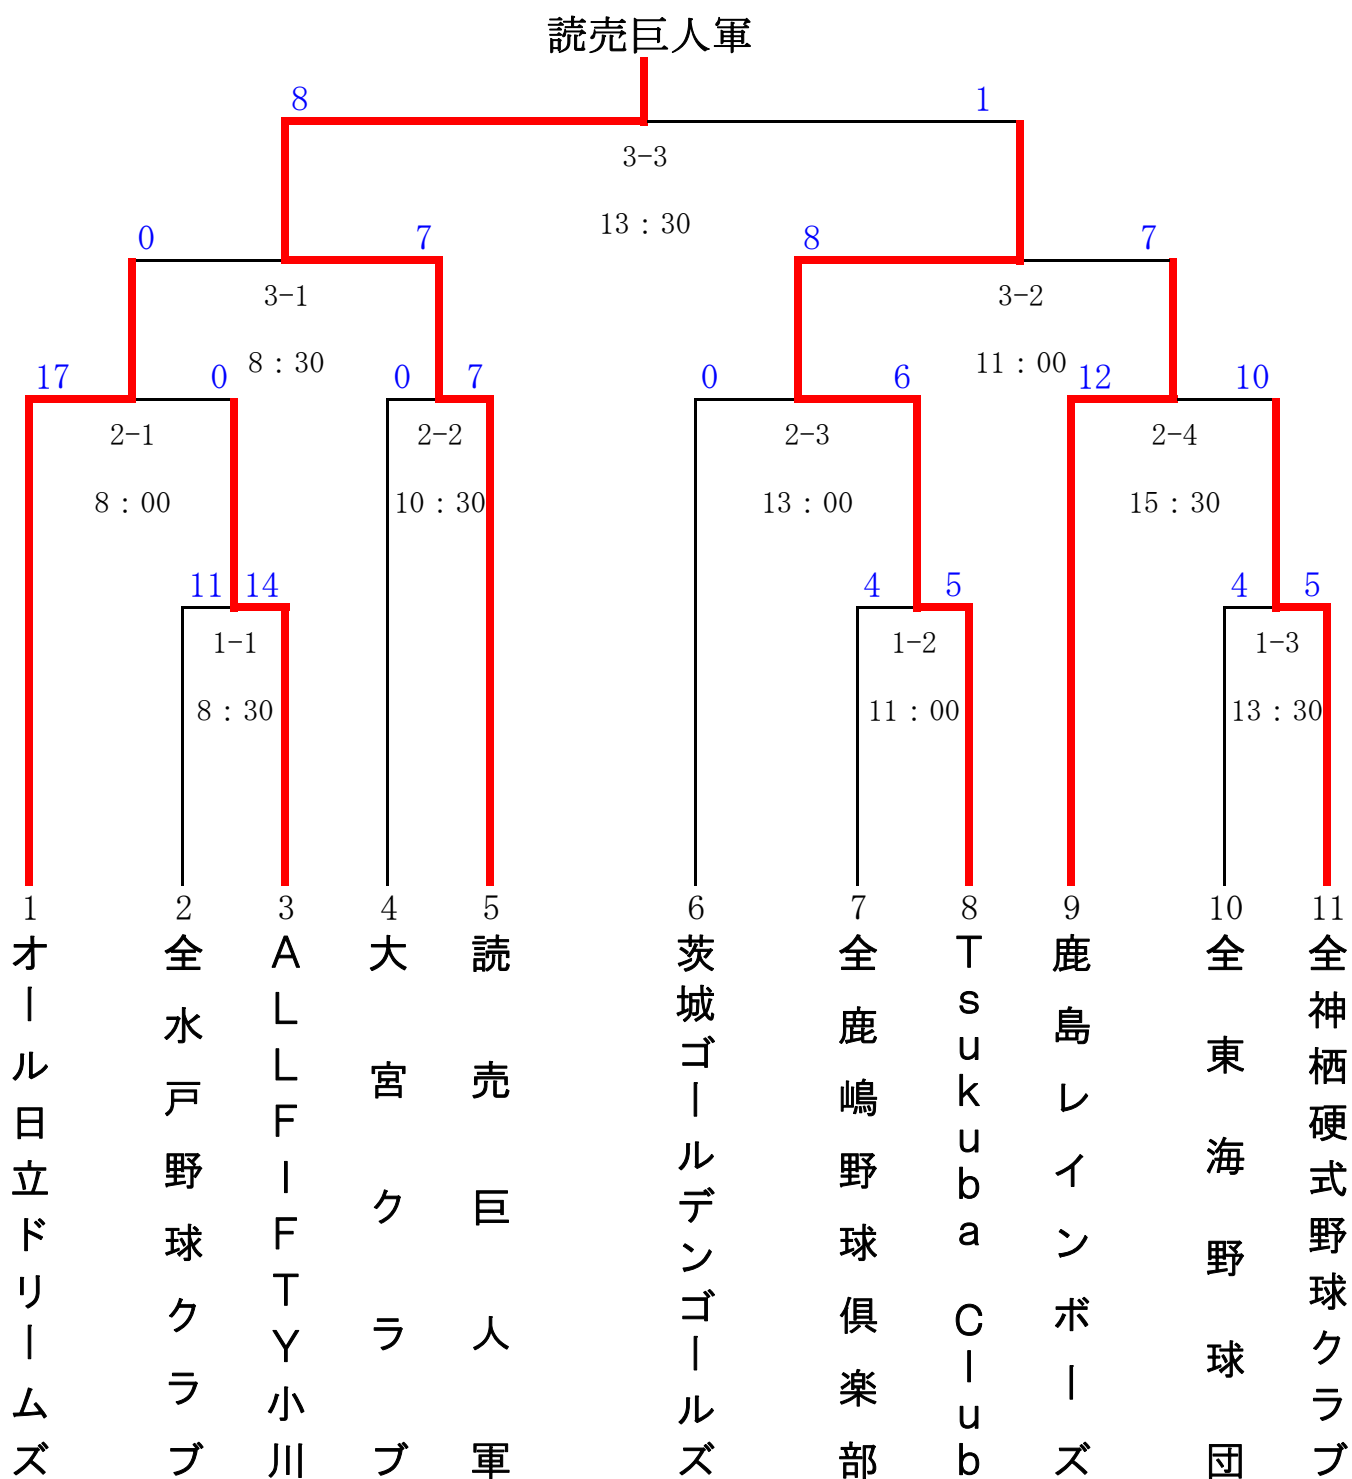 読売巨人軍
8 1
3-3
13：30
0 7 8 7
3-1 3-2
8：30 11：00
17 0 0 7 0 6 12 10
2-1 2-2 2-3 2-4
8：00 10：30 13：00 15：30
11 14 4 5 4 5
1-1 1-2 1-3
8：30 11：00 13：30
1 2 3 4 5 6 7 8 9 10 11
オール日立ドリームズ
全水戸野球クラブ
ＡＬＬＦＩＦＴＹ小川
大宮クラブ
読売巨人軍
茨城ゴールデンゴールズ
全鹿嶋野球倶楽部
Ｔｓｕｋｕｂａ Ｃｌｕｂ
鹿島レインボーズ
全東海野球団
全神栖硬式野球クラブ